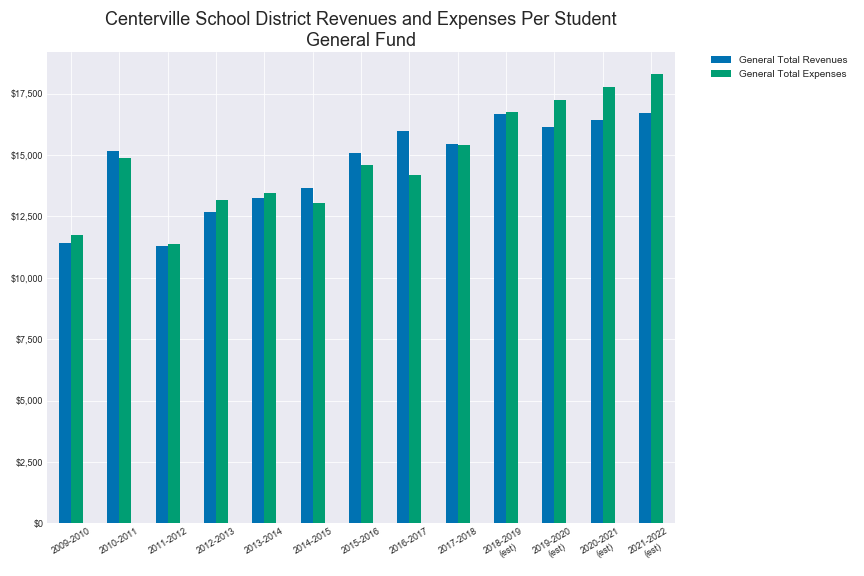 Centerville School District Revenues and Expenses Per Student
General Fund
General Total Revenues
General Total Expenses
$17,500
$15,000
$12,500
$10,000
$7,500
$5,000
$2,500
$0
2009-2010
2010-2011
2011-2012
2012-2013
2013-2014
2014-2015
2015-2016
2016-2017
2017-2018
2018-2019
(est)
2019-2020
(est)
2020-2021
(est)
2021-2022
(est)